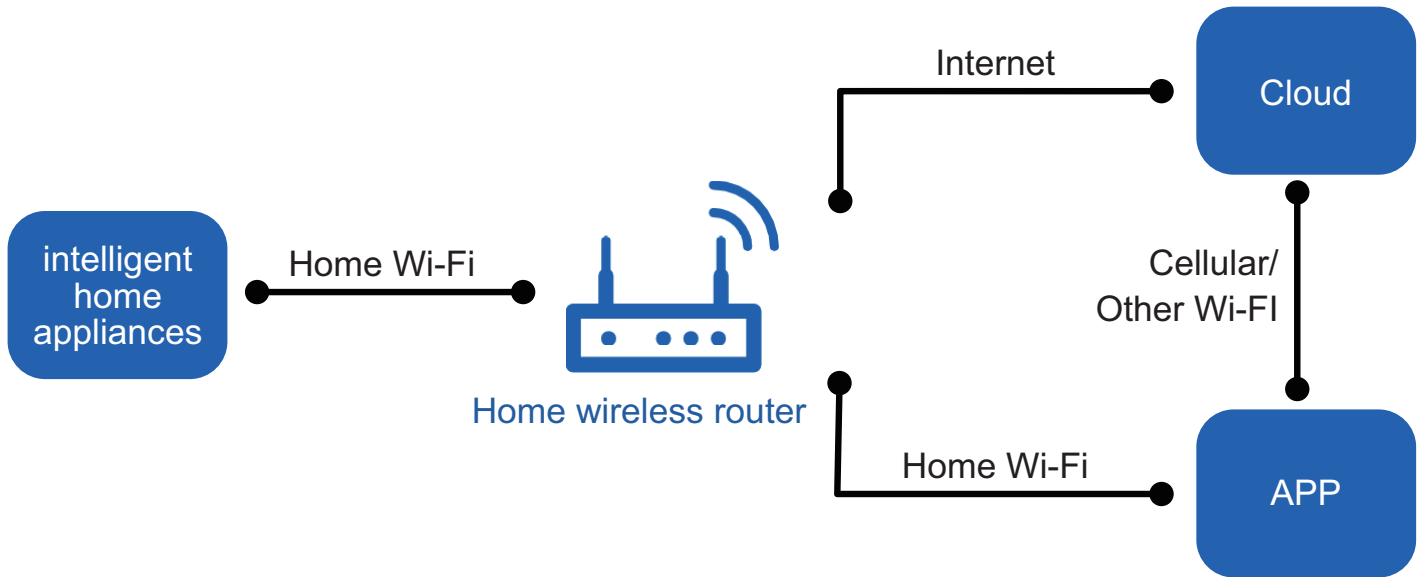 Internet
Cloud
intelligent
home
appliances
Home Wi-Fi
Cellular/
Other Wi-FI
Home wireless router
Home Wi-Fi
APP